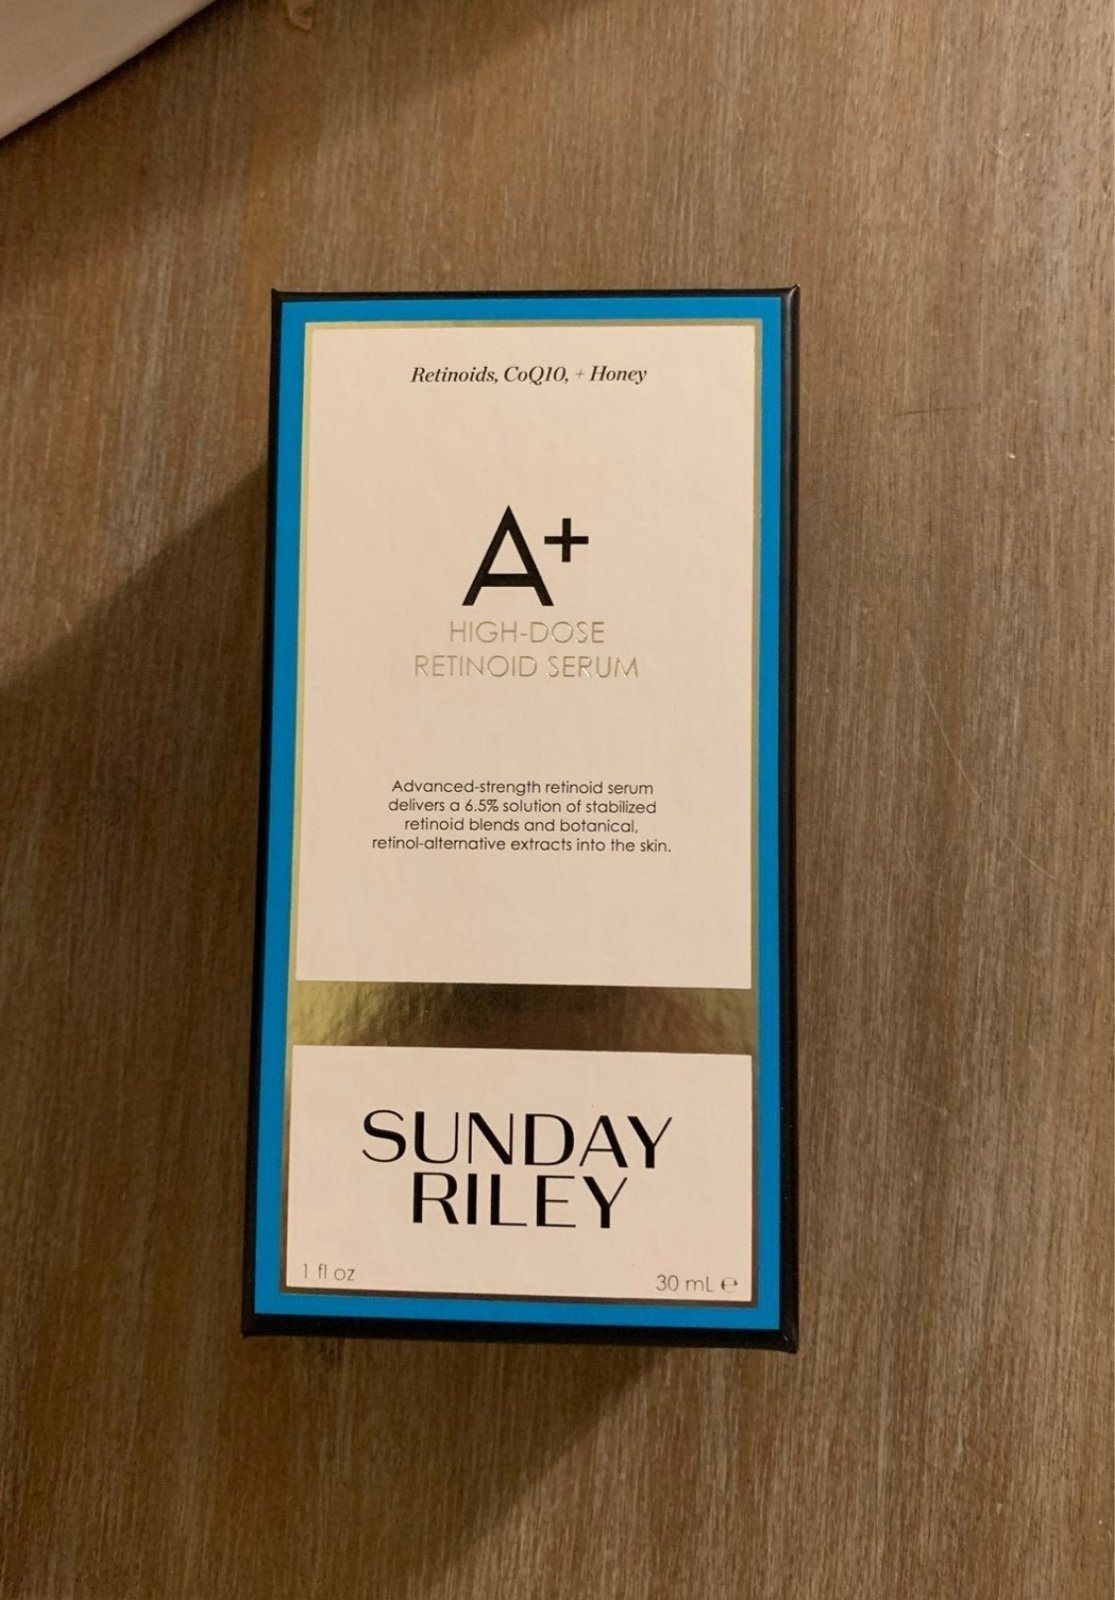 Retinoids, CoQ10, + Honey
A+
HIGH-DOSE
RETINOID SERUM
Advanced-strength retinoid serum
delivers a 6.5% solution of stabilized
retinoid blends and botanical,
retinol-alternative extracts into the skin.
SUNDAY
RILEY
1 fl oz
30 mL ℮